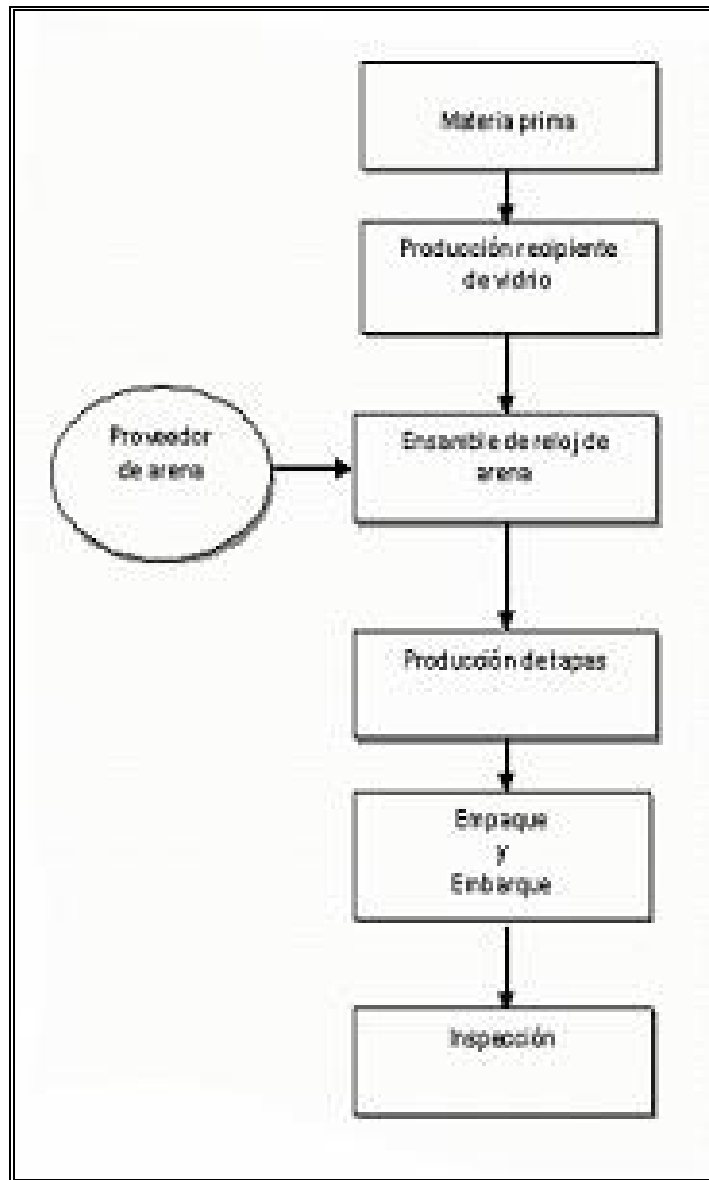 Materia prima
Producción recipiente
de vidrio
Proveedor
de arena
Ensamble de reloj de
arena
Producción de tapas
Empaque
y
Embarque
Inspección